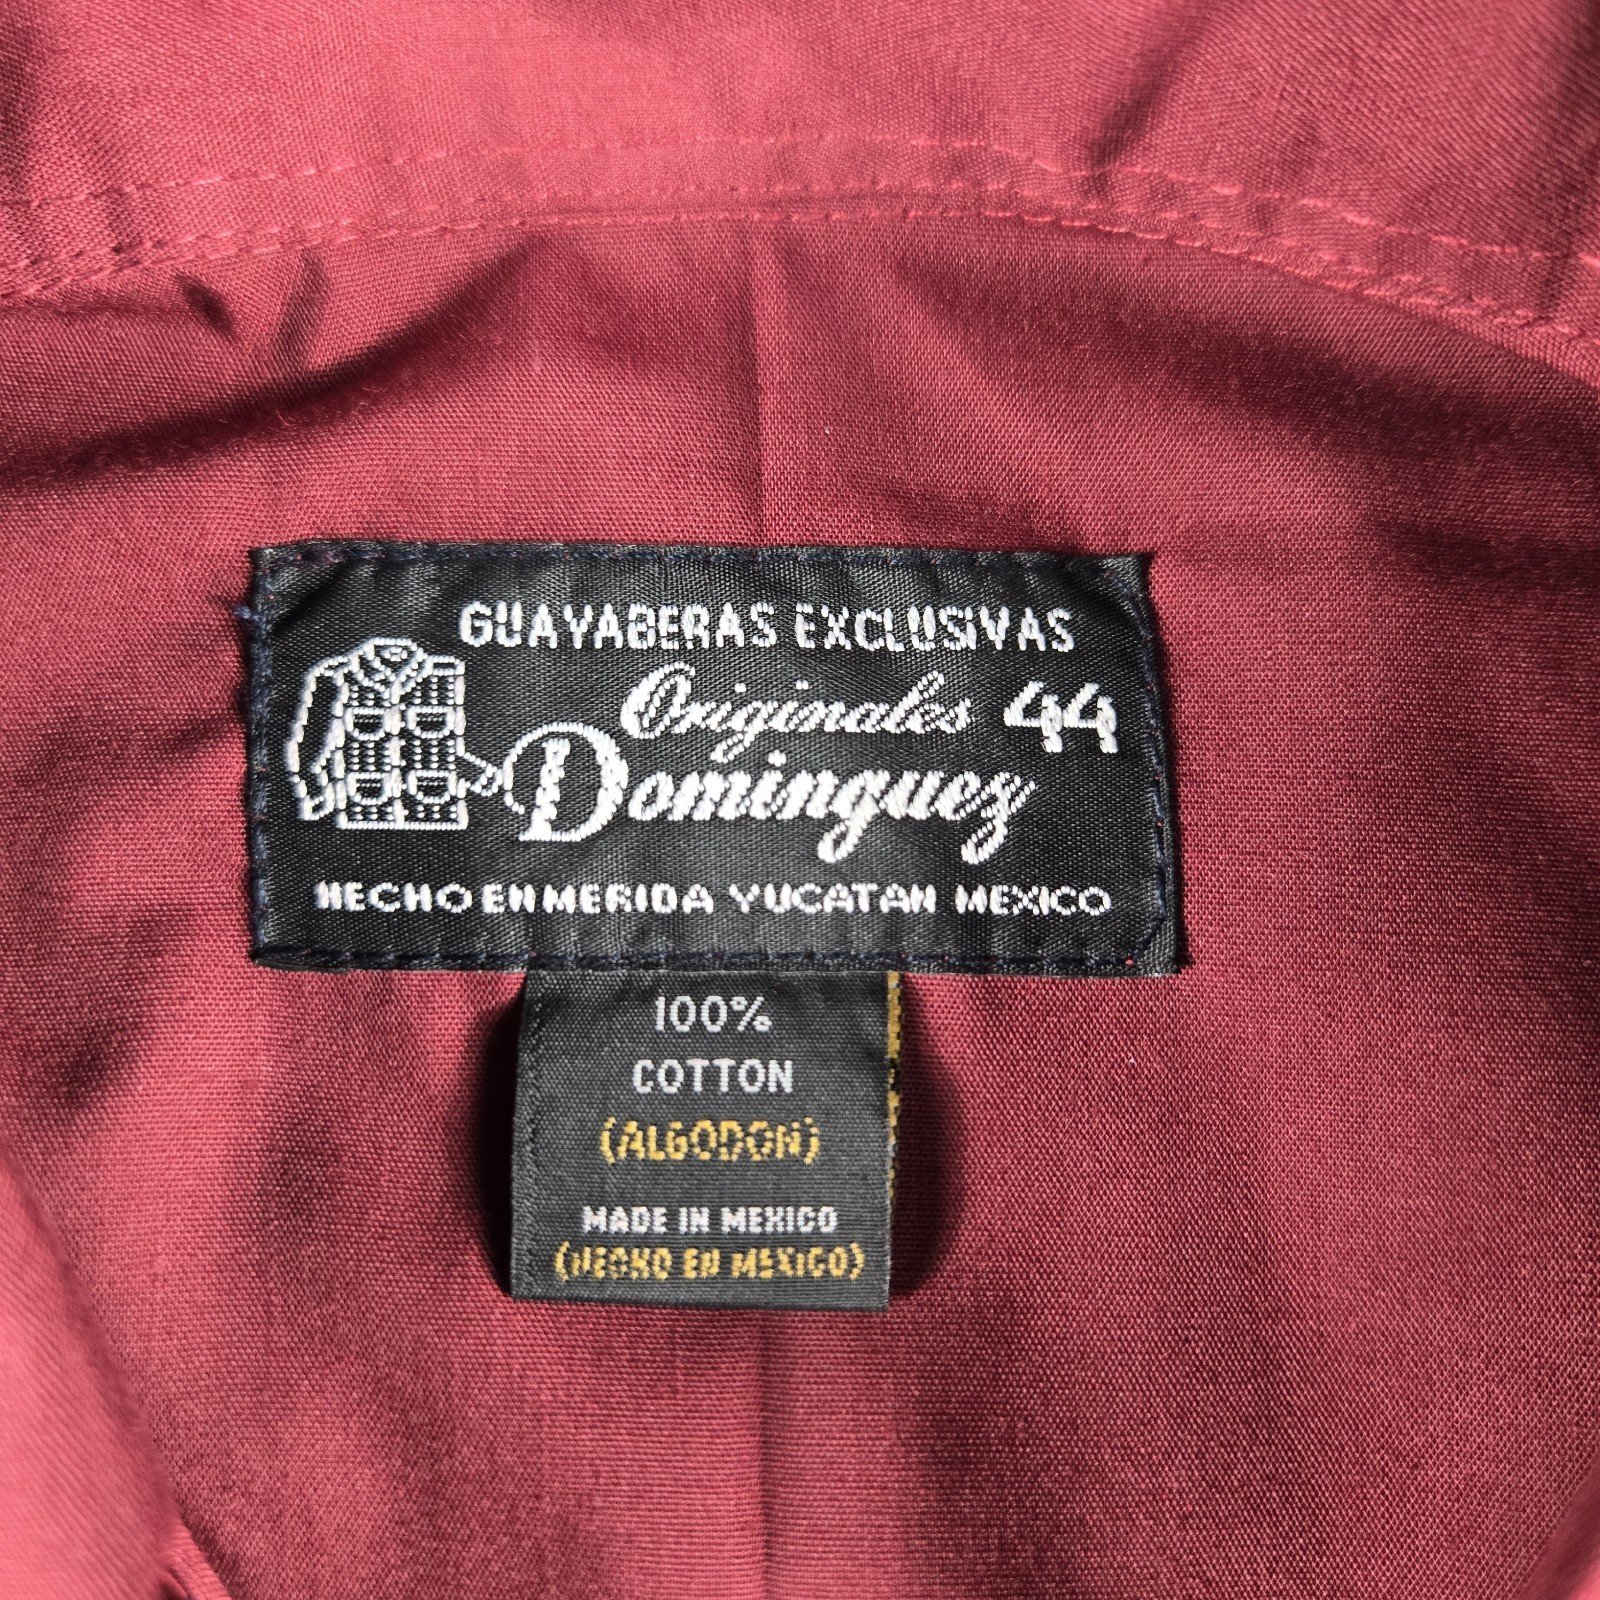 GUAYABERAS EXCLUSIVAS
Originales 44
Dominguez
HECHO EN MERIDA YUCATAN MEXICO
100%
COTTON
(ALGODON)
MADE IN MEXICO
(HECHO EN MEXICO)